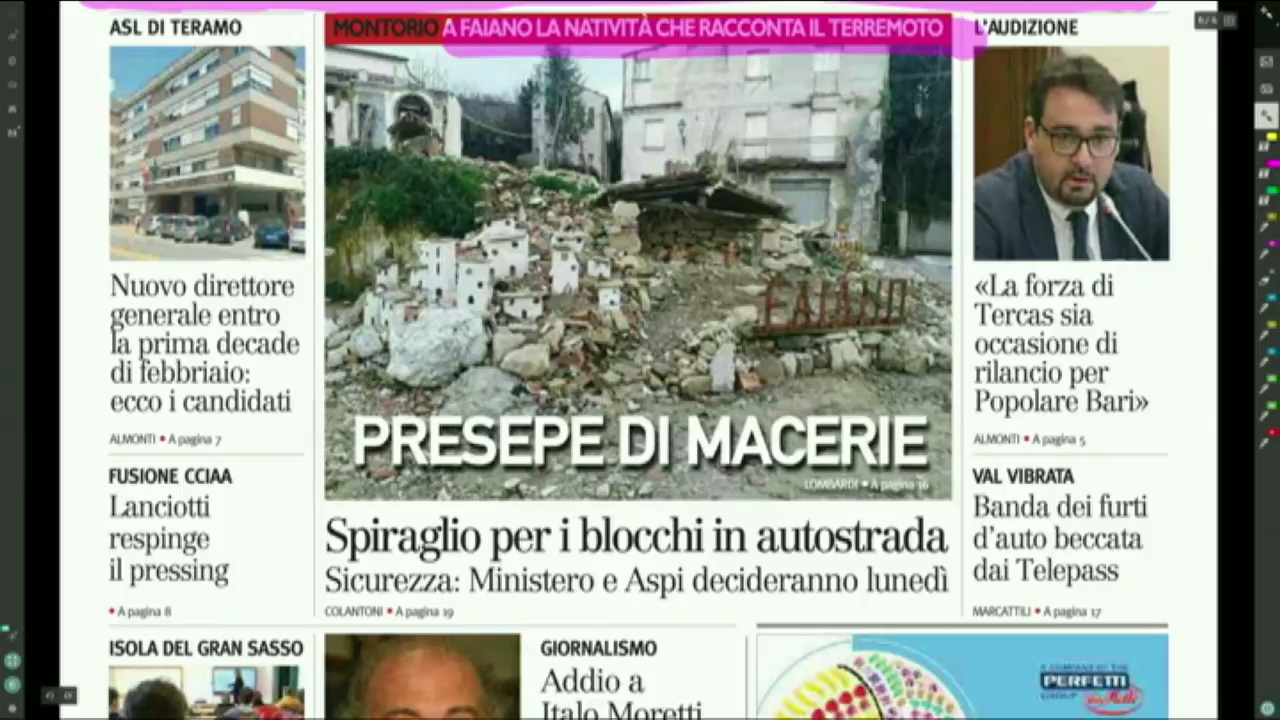 ASL DI TERAMO
Nuovo direttore
generale entro
la prima decade
di febbriaio:
ecco i candidati
ALMONTI • A pagina 7
FUSIONE CCIAA
Lanciotti
respinge
il pressing
• A pagina 8
ISOLA DEL GRAN SASSO
MONTORIO A FAIANO LA NATIVITÀ CHE RACCONTA IL TERREMOTO
FAIANO
PRESEPE DI MACERIE
LOMBARDI • A pagina 16
Spiraglio per i blocchi in autostrada
Sicurezza: Ministero e Aspi decideranno lunedì
COLANTONI • A pagina 19
GIORNALISMO
Addio a
Italo Moretti
L'AUDIZIONE
«La forza di
Tercas sia
occasione di
rilancio per
Popolare Bari»
ALMONTI • A pagina 5
VAL VIBRATA
Banda dei furti
d'auto beccata
dai Telepass
MARCATTILI • A pagina 17
PERFETTI